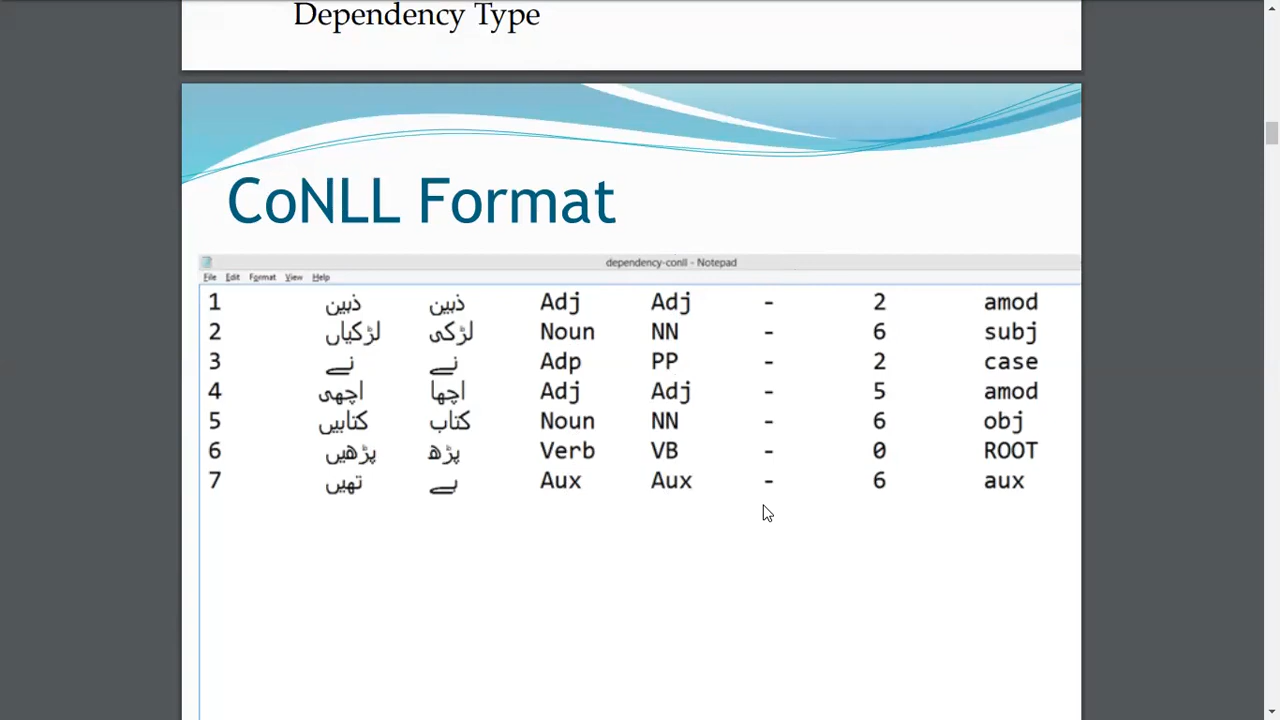 Dependency Type
CoNLL Format
dependency-conll - Notepad
File Edit Format View Help
1 ذہین ذہین Adj Adj - 2 amod
2 لڑکیاں لڑکی Noun NN - 6 subj
3 نے نے Adp PP - 2 case
4 اچھی اچھا Adj Adj - 5 amod
5 کتابیں کتاب Noun NN - 6 obj
6 پڑھیں پڑھ Verb VB - 0 ROOT
7 تھیں ہے Aux Aux - 6 aux